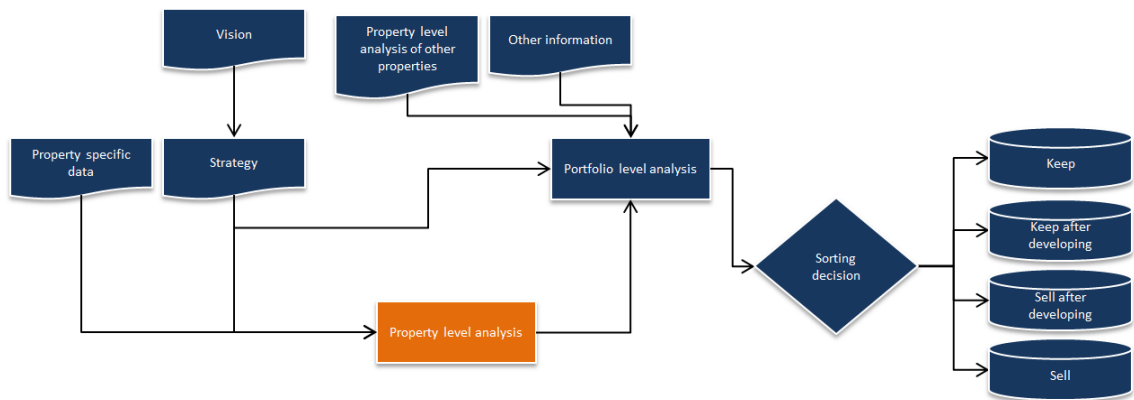 Vision
Property level
analysis of other
properties
Other information
Property specific
data
Strategy
Portfolio level analysis
Keep
Keep after
developing
Sorting
decision
Sell after
developing
Property level analysis
Sell